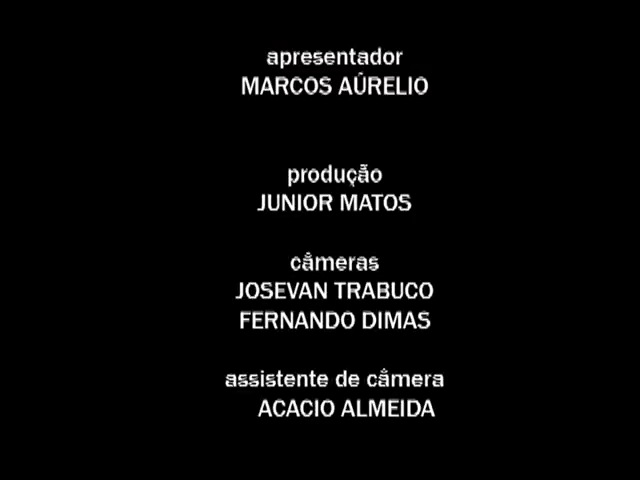 apresentador
MARCOS AÛRELIO
produção
JUNIOR MATOS
câmeras
JOSEVAN TRABUCO
FERNANDO DIMAS
assistente de câmera
ACACIO ALMEIDA